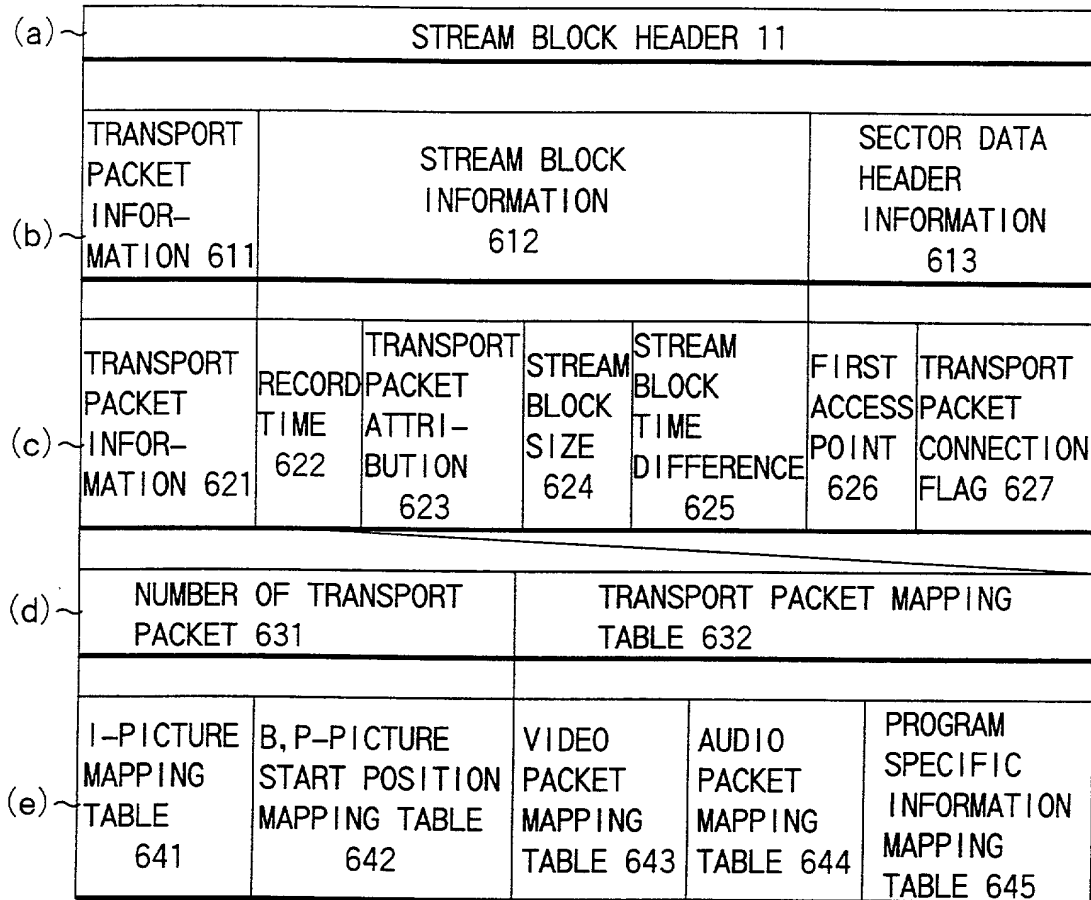 (a)
STREAM BLOCK HEADER 11
(b)
TRANSPORT
PACKET
INFOR-
MATION 611
STREAM BLOCK
INFORMATION
612
SECTOR DATA
HEADER
INFORMATION
613
(c)
TRANSPORT
PACKET
INFOR-
MATION 621
RECORD
TIME
622
TRANSPORT
PACKET
ATTRI-
BUTION
623
STREAM
BLOCK
SIZE
624
STREAM
BLOCK
TIME
DIFFERENCE
625
FIRST
ACCESS
POINT
626
TRANSPORT
PACKET
CONNECTION
FLAG 627
(d)
NUMBER OF TRANSPORT
PACKET 631
TRANSPORT PACKET MAPPING
TABLE 632
(e)
I-PICTURE
MAPPING
TABLE
641
B,P-PICTURE
START POSITION
MAPPING TABLE
642
VIDEO
PACKET
MAPPING
TABLE 643
AUDIO
PACKET
MAPPING
TABLE 644
PROGRAM
SPECIFIC
INFORMATION
MAPPING
TABLE 645